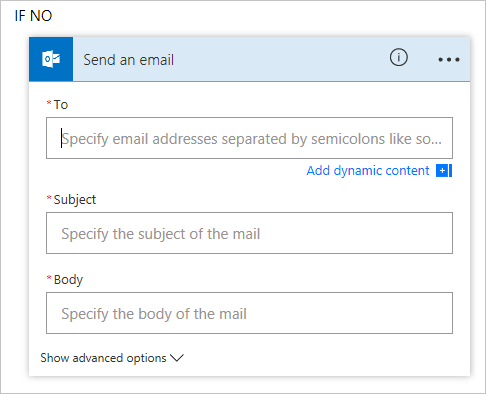 IF NO
Send an email
*To
Specify email addresses separated by semicolons like so...
Add dynamic content
*Subject
Specify the subject of the mail
*Body
Specify the body of the mail
Show advanced options